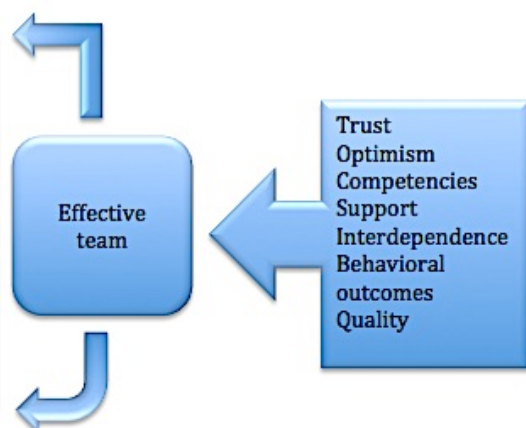 Effective
team
Trust
Optimism
Competencies
Support
Interdependence
Behavioral
outcomes
Quality